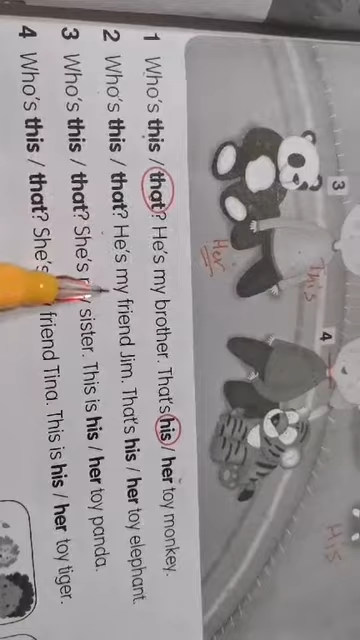 1 Who's this / that? He's my brother. That's his / her toy monkey.
2 Who's this / that? He's my friend Jim. That's his / her toy elephant.
3 Who's this / that? She's my sister. This is his / her toy panda.
4 Who's this / that? She's friend Tina. This is his / her toy tiger.
3
Her
This
4
HIS